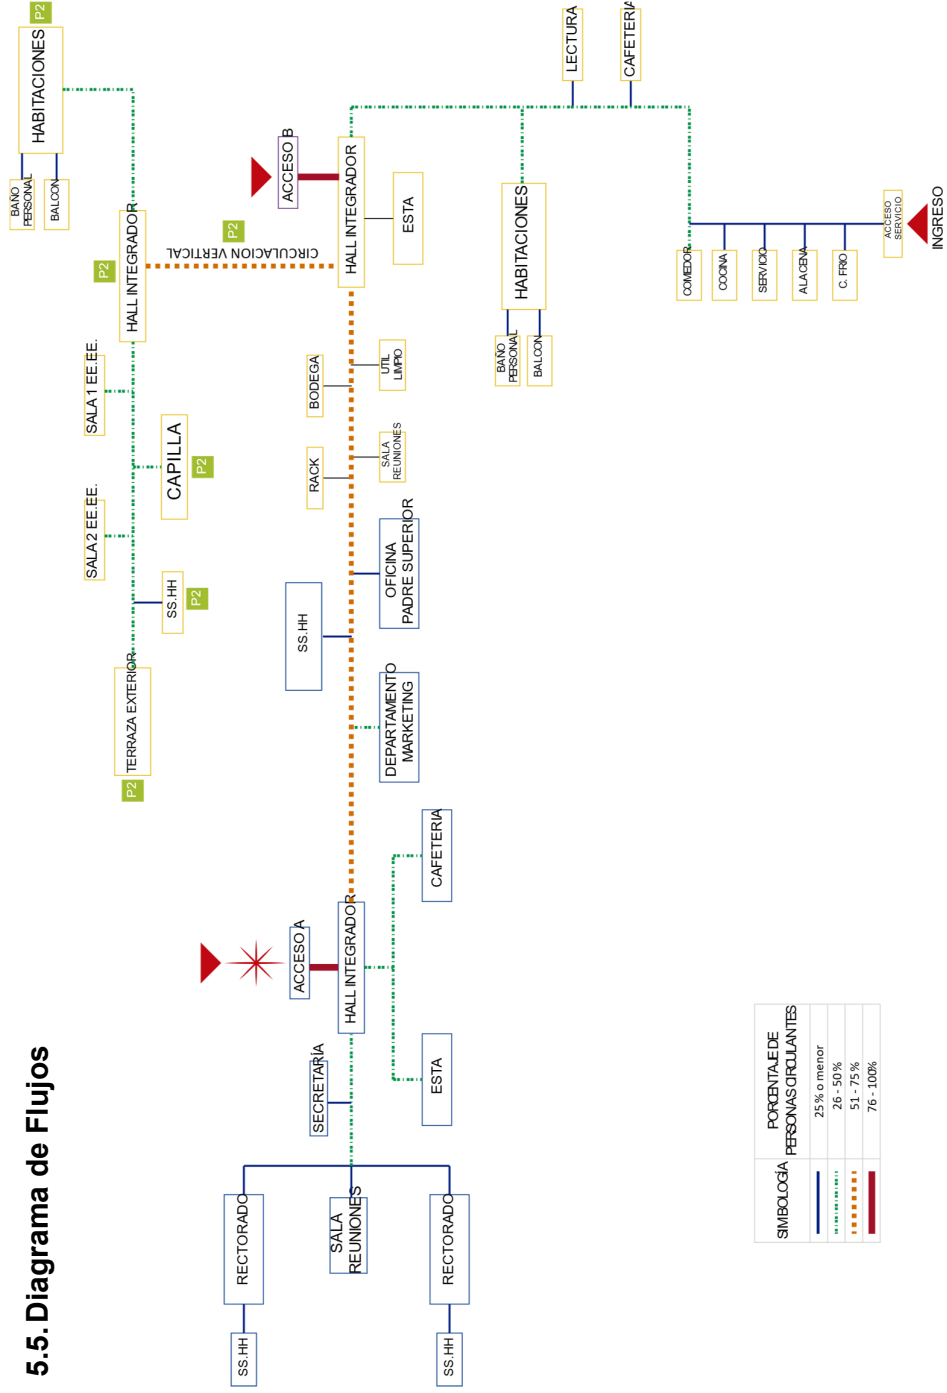 5.5. Diagrama de Flujos
SS.HH
RECTORADO
SALA
REUNIONES
SS.HH
RECTORADO
SECRETARÍA
ACCESO A
HALL INTEGRADOR
ESTA
CAFETERIA
DEPARTAMENTO
MARKETING
SS.HH
OFICINA
PADRE SUPERIOR
RACK
SALA
REUNIONES
BODEGA
UTIL
LIMPIO
TERRAZA EXTERIOR
P2
SS.HH
P2
SALA 2 EE.EE.
CAPILLA
P2
SALA 1 EE.EE.
HALL INTEGRADOR
P2
CIRCULACION VERTICAL
P2
HABITACIONES
P2
BAÑO
PERSONAL
BALCON
ACCESO B
HALL INTEGRADOR
ESTA
HABITACIONES
BAÑO
PERSONAL
BALCON
LECTURA
CAFETERIA
COMEDOR
COCINA
SERVICIO
ALACENA
C. FRIO
ACCESO
SERVICIO
INGRESO
SIMBOLOGÍA
PORCENTAJE DE
PERSONAS CIRCULANTES
25% o menor
26 - 50%
51 - 75%
76 - 100%